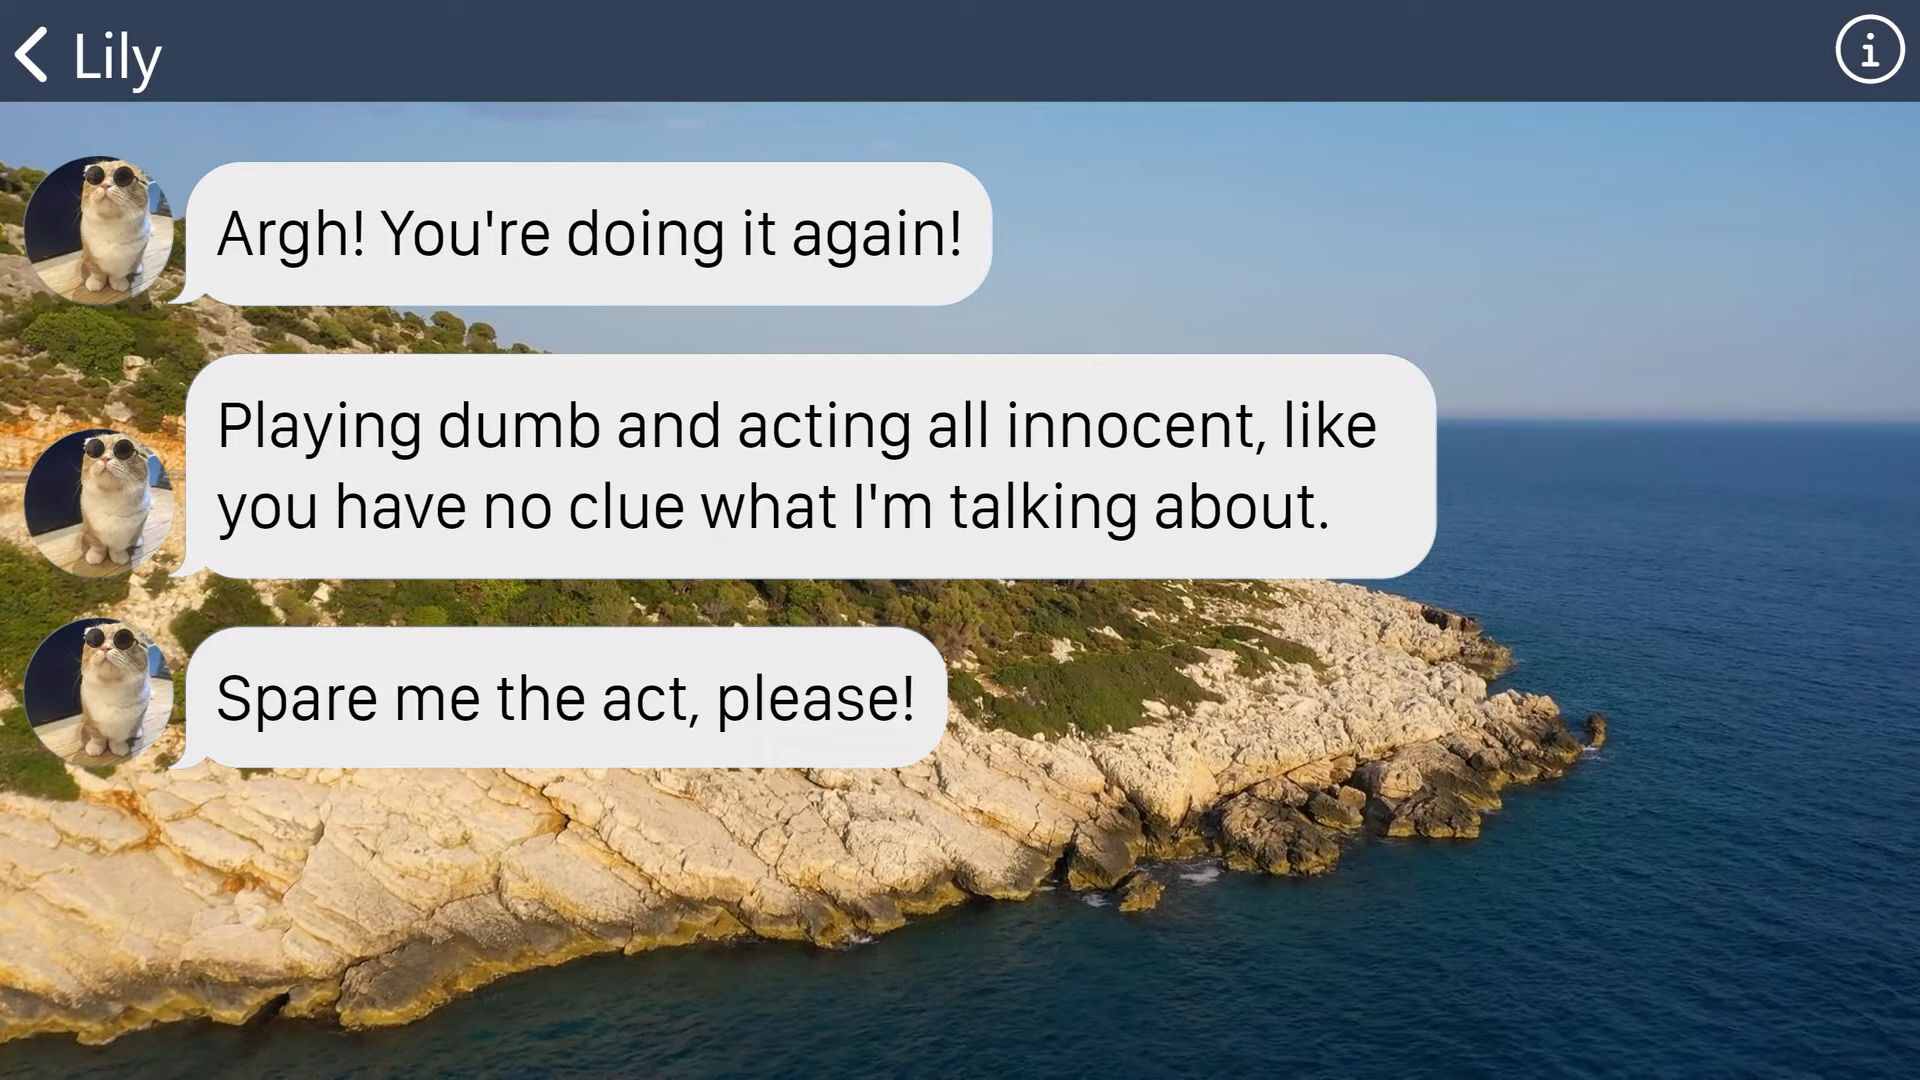 Lily
Argh! You're doing it again!
Playing dumb and acting all innocent, like
you have no clue what I'm talking about.
Spare me the act, please!